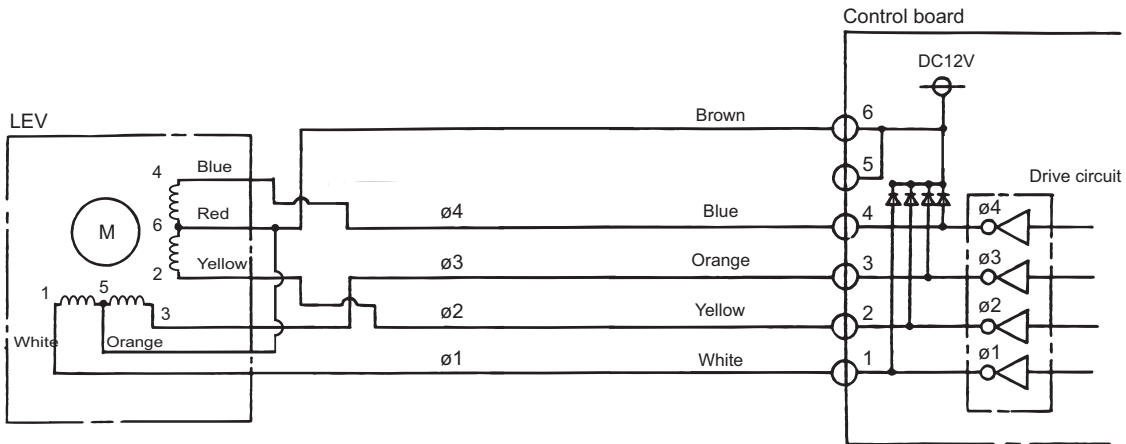 Control board
DC12V
LEV
Brown
6
4
Blue
5
Drive circuit
6
Red
ø4
Blue
4
ø4
M
2
Yellow
ø3
Orange
3
ø3
1
5
3
ø2
Yellow
2
ø2
White
Orange
ø1
White
1
ø1